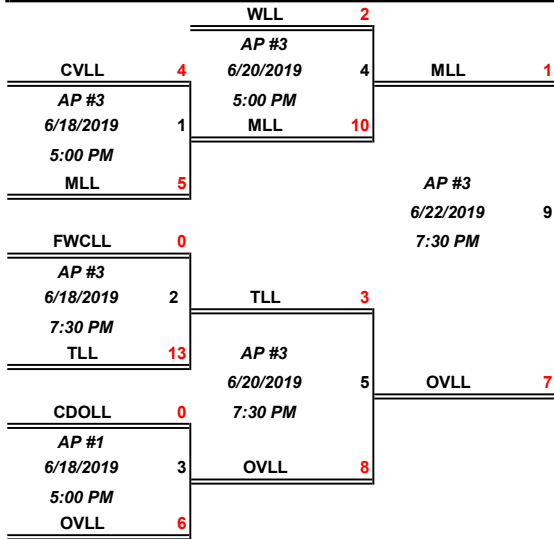 WLL 2
AP #3
CVLL 4 6/20/2019 4 MLL 1
AP #3 5:00 PM
6/18/2019 1 MLL 10
5:00 PM
MLL 5 AP #3
6/22/2019 9
FWCLL 0 7:30 PM
AP #3
6/18/2019 2 TLL 3
7:30 PM
TLL 13 AP #3
6/20/2019 5 OVLL 7
CDOLL 0 7:30 PM
AP #1
6/18/2019 3 OVLL 8
5:00 PM
OVLL 6